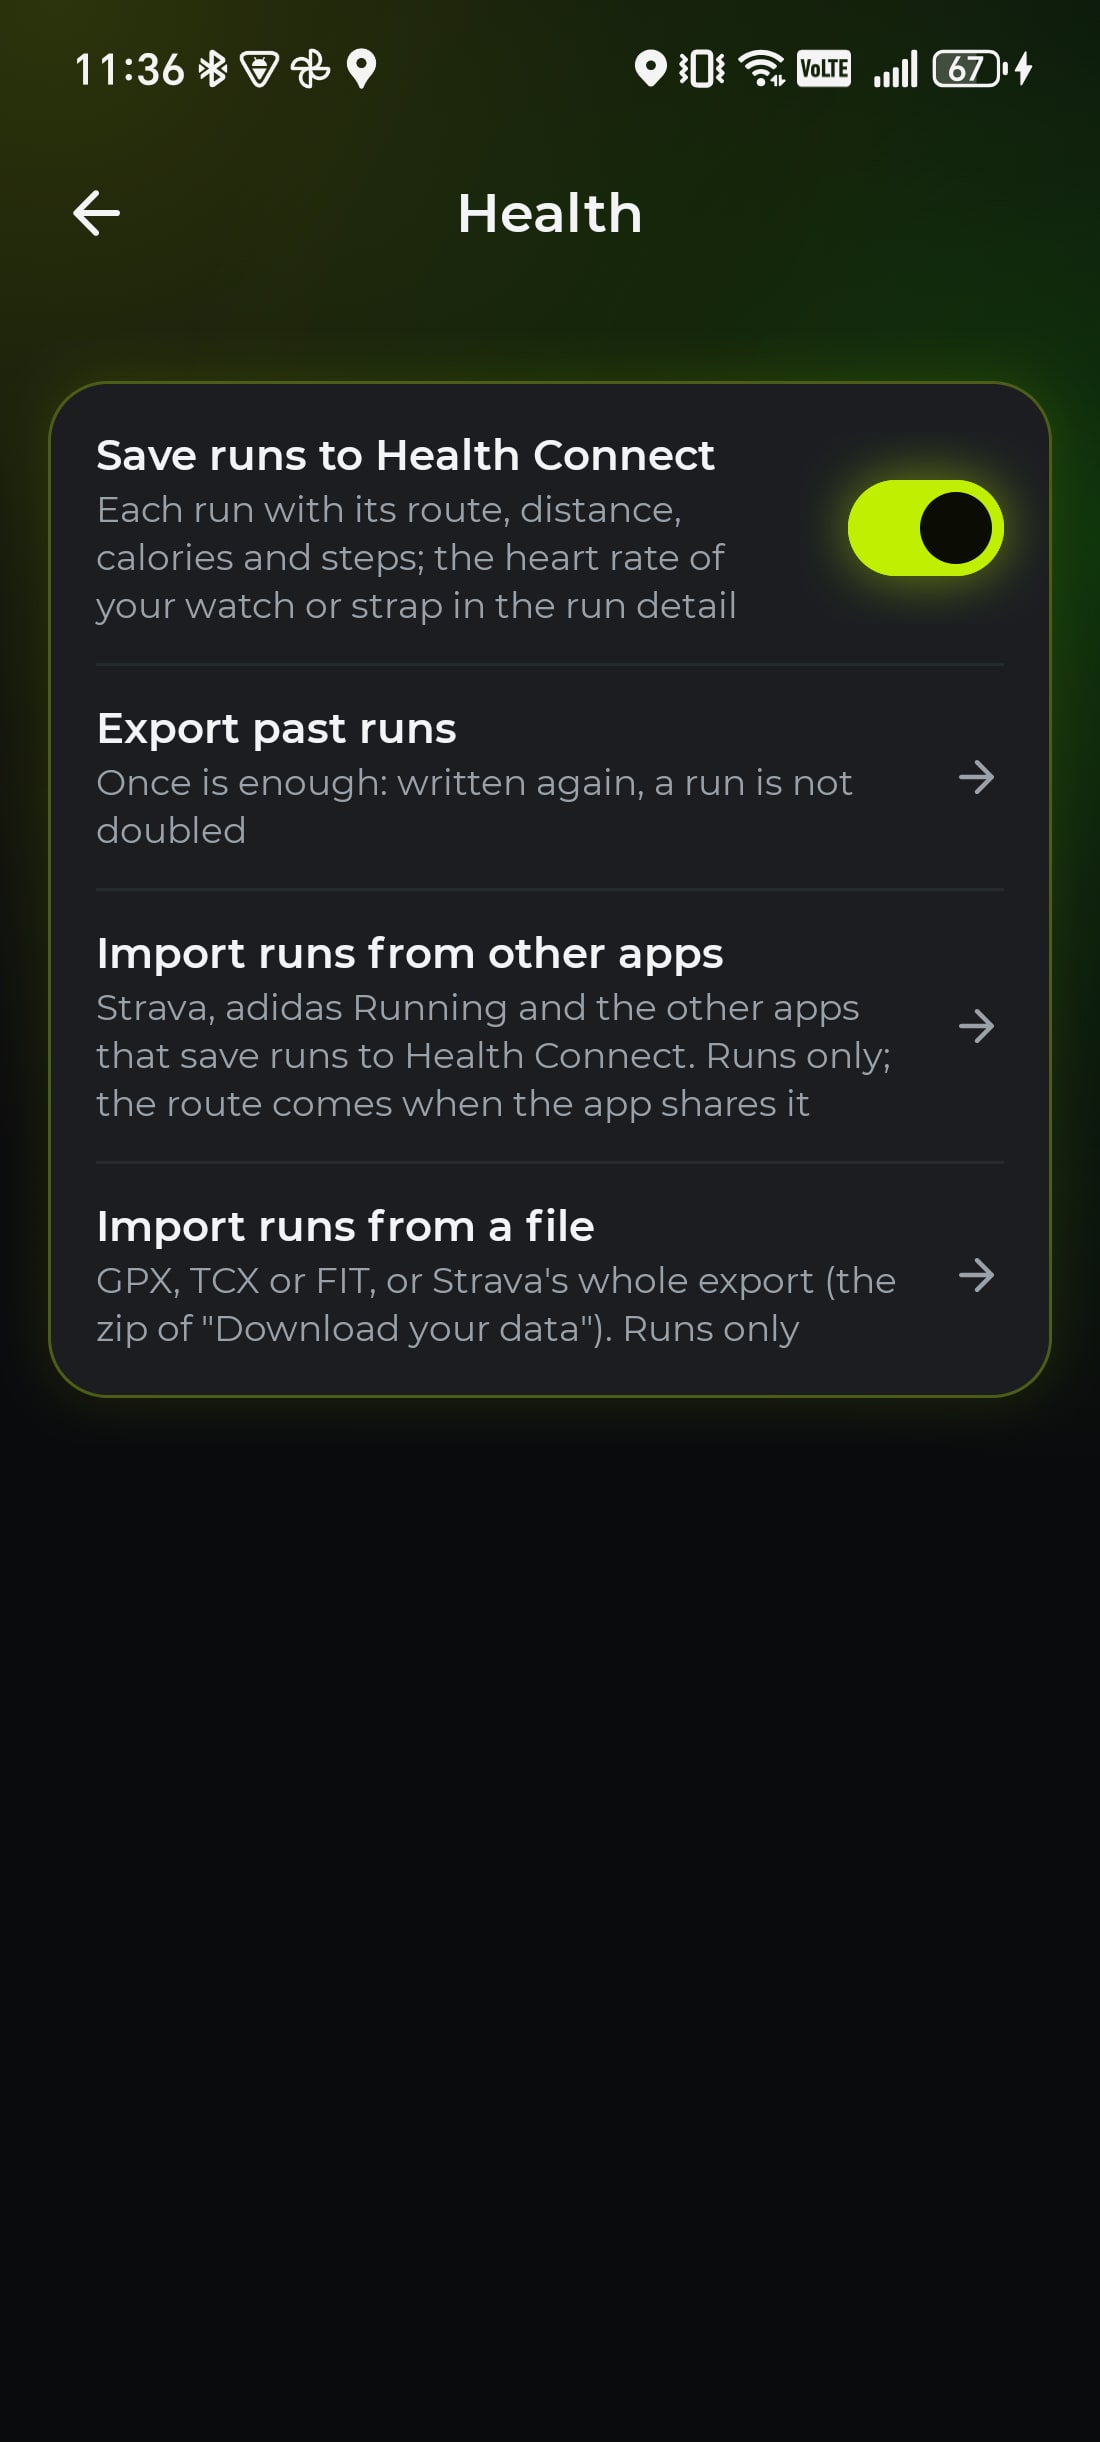 11:36
VoLTE
67
Health
Save runs to Health Connect
Each run with its route, distance,
calories and steps; the heart rate of
your watch or strap in the run detail
Export past runs
Once is enough: written again, a run is not
doubled
Import runs from other apps
Strava, adidas Running and the other apps
that save runs to Health Connect. Runs only;
the route comes when the app shares it
Import runs from a file
GPX, TCX or FIT, or Strava's whole export (the
zip of "Download your data"). Runs only